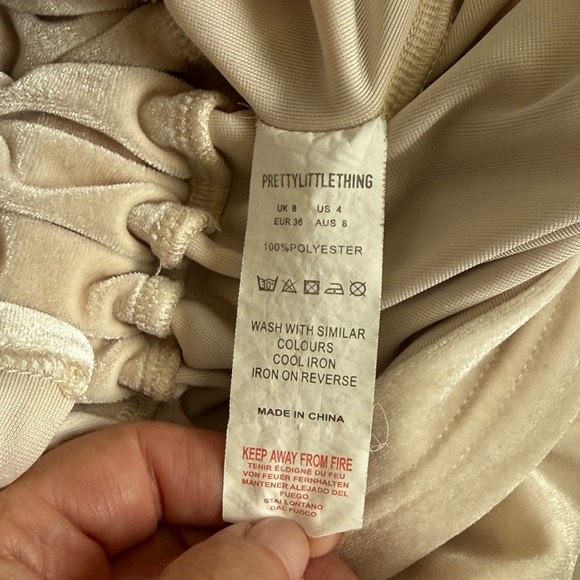 PRETTYLITTLETHING
UK 8 US 4
EUR 36 AUS 8
100%POLYESTER
WASH WITH SIMILAR
COLOURS
COOL IRON
IRON ON REVERSE
MADE IN CHINA
KEEP AWAY FROM FIRE
TENIR ÉLOIGNÉ DU FEU
VON FEUER FERNHALTEN
MANTENER ALEJADO DEL
FUEGO
STAI LONTANO
DAL FUOCO